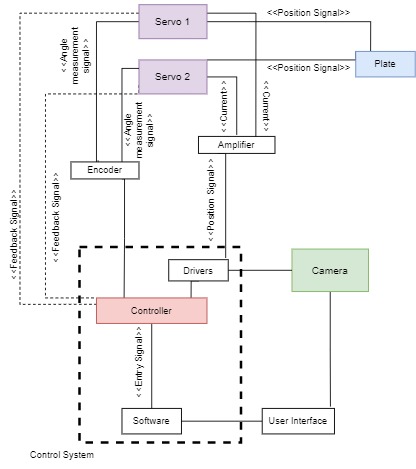 <<Position Signal>>
Servo 1
<<Angle
measurement
signal>>
<<Position Signal>>
Plate
Servo 2
<<Angle
measurement
signal>>
<<Current>>
<<Current>>
Amplifier
Encoder
<<Feedback Signal>>
<<Feedback Signal>>
<<Position Signal>>
Drivers
Camera
Controller
<<Entry Signal>>
Software
User Interface
Control System